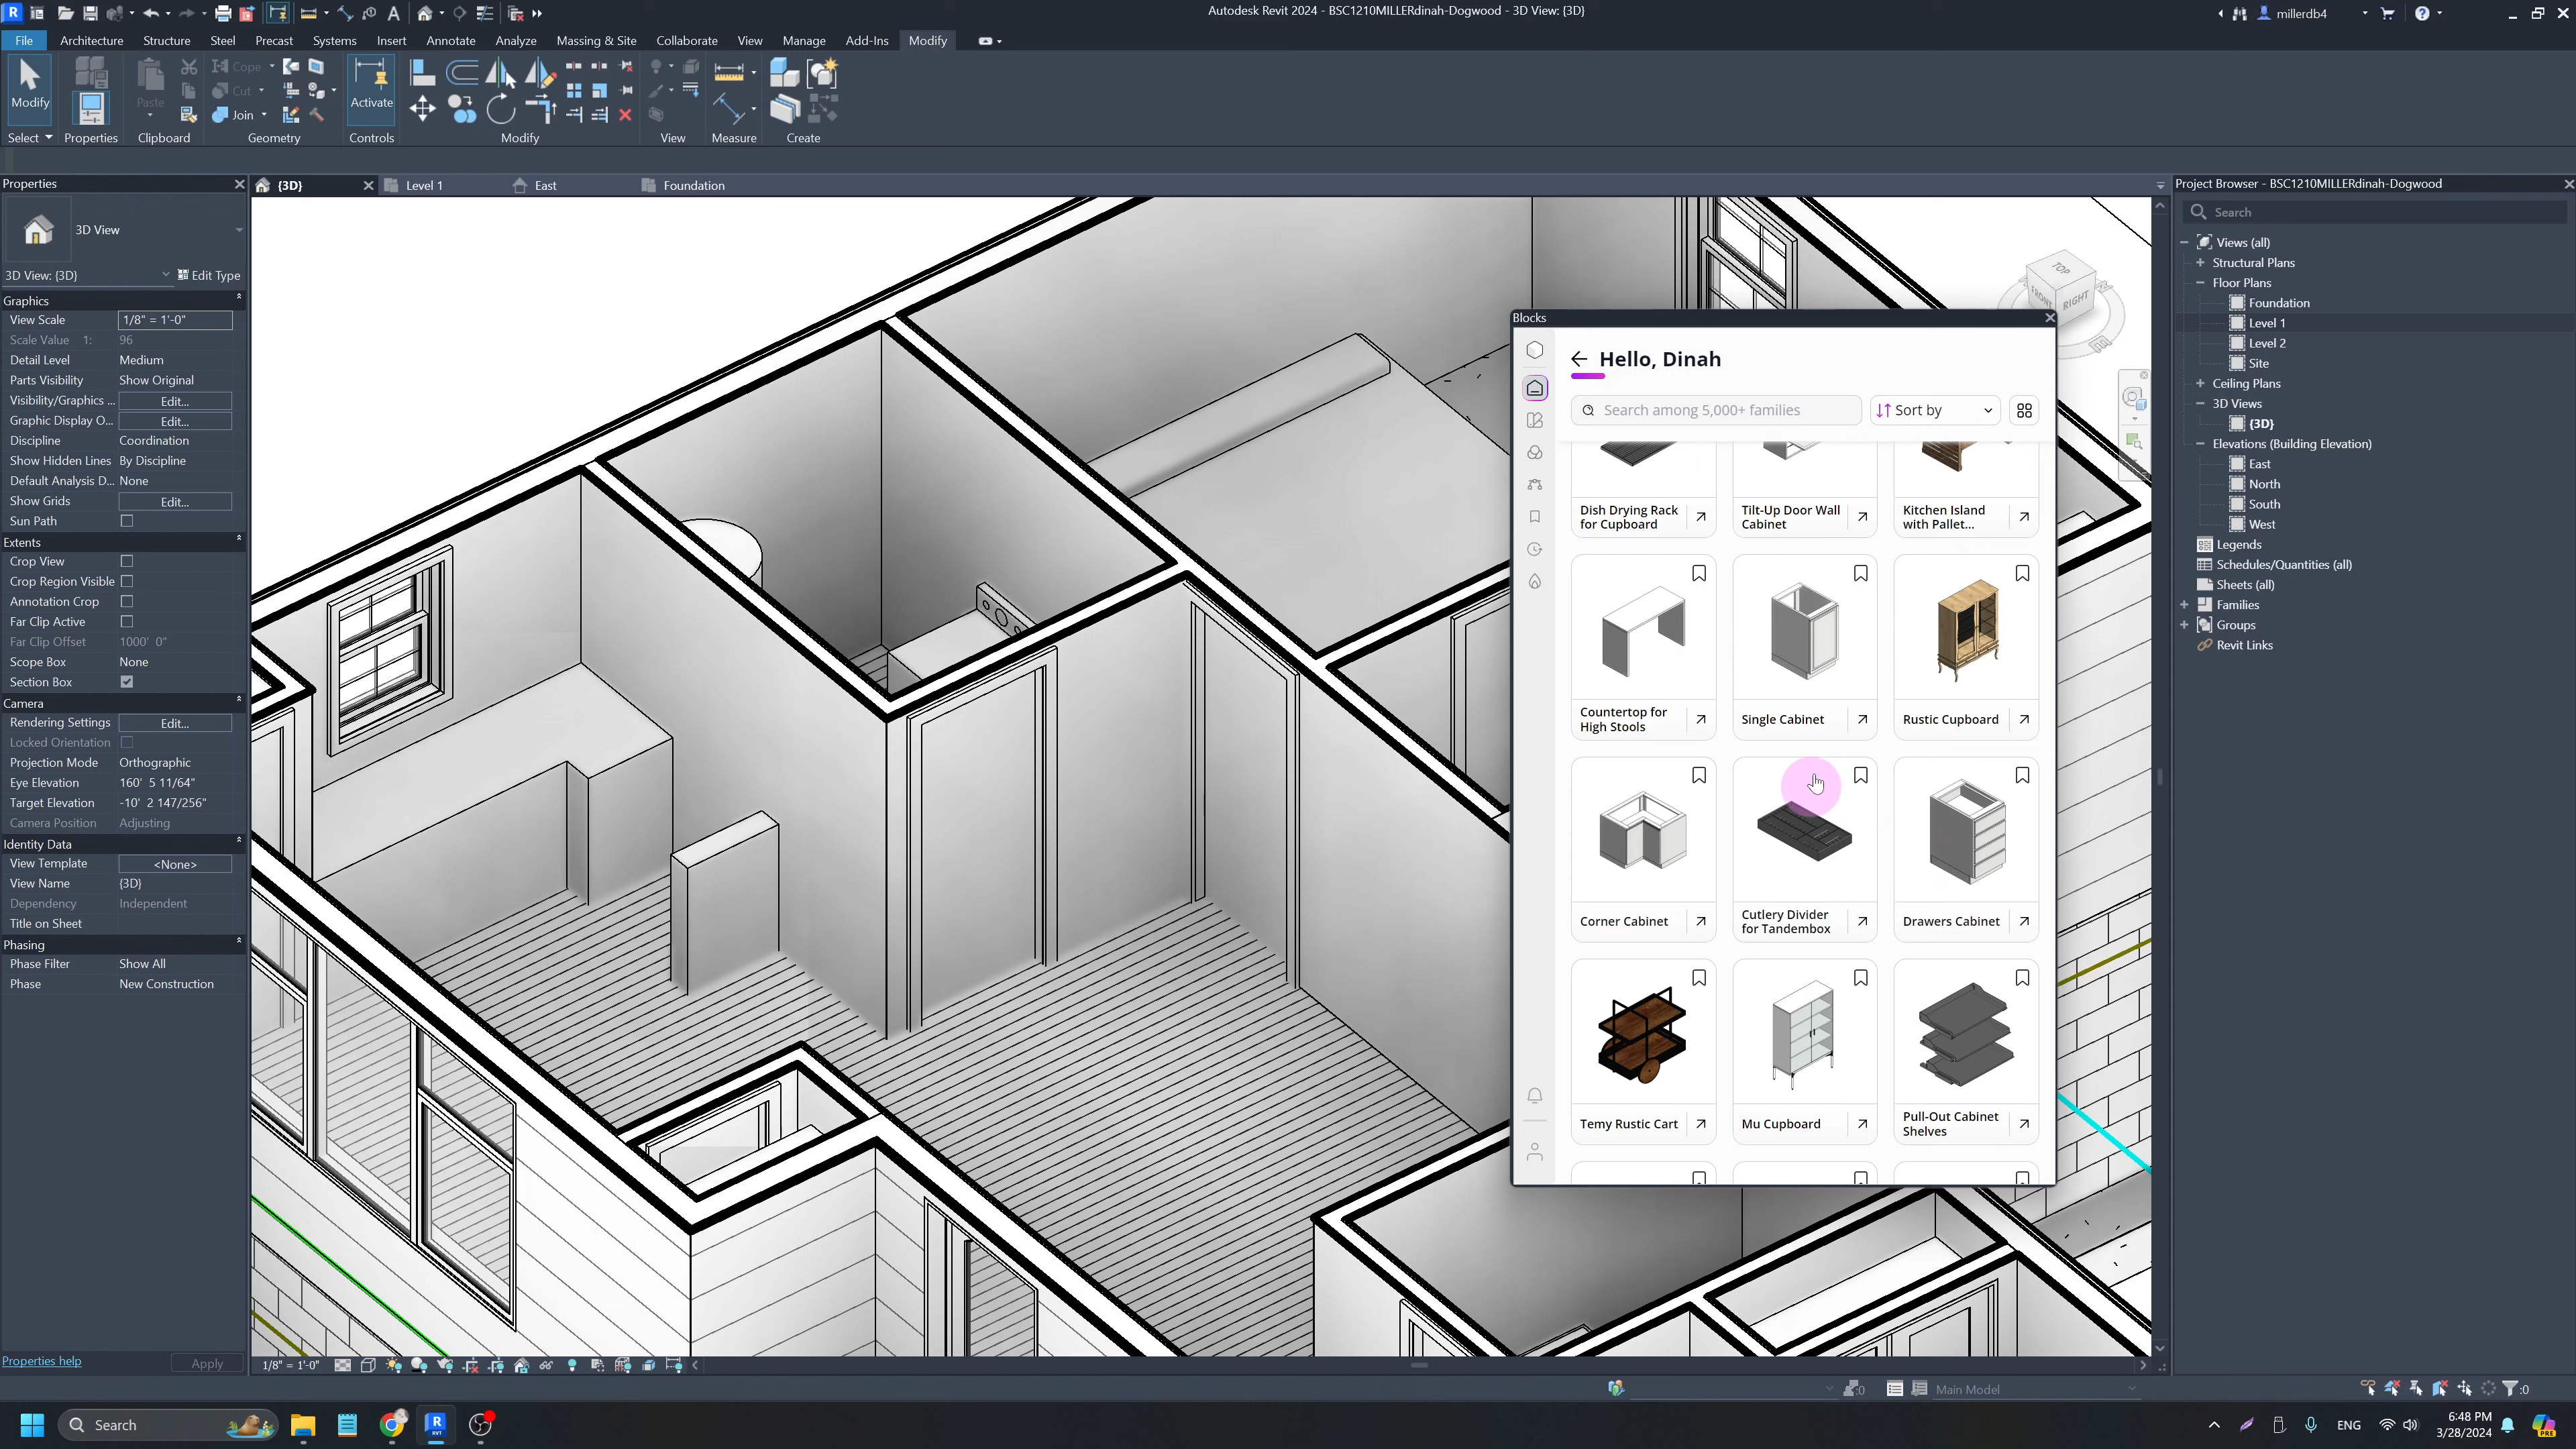 Autodesk Revit 2024 - BSC1210MILLERdinah-Dogwood - 3D View: {3D}
millerdb4
File Architecture Structure Steel Precast Systems Insert Annotate Analyze Massing & Site Collaborate View Manage Add-Ins Modify
Modify
Paste
Cope
Cut
Join
Activate
Select Properties Clipboard Geometry Controls Modify View Measure Create
Properties
3D View
3D View: {3D} Edit Type
Graphics
View Scale 1/8" = 1'-0"
Scale Value 1: 96
Detail Level Medium
Parts Visibility Show Original
Visibility/Graphics ... Edit...
Graphic Display O... Edit...
Discipline Coordination
Show Hidden Lines By Discipline
Default Analysis D... None
Show Grids Edit...
Sun Path
Extents
Crop View
Crop Region Visible
Annotation Crop
Far Clip Active
Far Clip Offset 1000' 0"
Scope Box None
Section Box
Camera
Rendering Settings Edit...
Locked Orientation
Projection Mode Orthographic
Eye Elevation 160' 5 11/64"
Target Elevation -10' 2 147/256"
Camera Position Adjusting
Identity Data
View Template <None>
View Name {3D}
Dependency Independent
Title on Sheet
Phasing
Phase Filter Show All
Phase New Construction
Properties help Apply
{3D} Level 1 East Foundation
TOP
FRONT
RIGHT
Blocks
Hello, Dinah
Search among 5,000+ families
Sort by
Dish Drying Rack
for Cupboard
Tilt-Up Door Wall
Cabinet
Kitchen Island
with Pallet...
Countertop for
High Stools
Single Cabinet
Rustic Cupboard
Corner Cabinet
Cutlery Divider
for Tandembox
Drawers Cabinet
Temy Rustic Cart
Mu Cupboard
Pull-Out Cabinet
Shelves
Project Browser - BSC1210MILLERdinah-Dogwood
Search
Views (all)
Structural Plans
Floor Plans
Foundation
Level 1
Level 2
Site
Ceiling Plans
3D Views
{3D}
Elevations (Building Elevation)
East
North
South
West
Legends
Schedules/Quantities (all)
Sheets (all)
Families
Groups
Revit Links
1/8" = 1'-0"
:0
Main Model
:0
Search
ENG
6:48 PM
3/28/2024
PRE